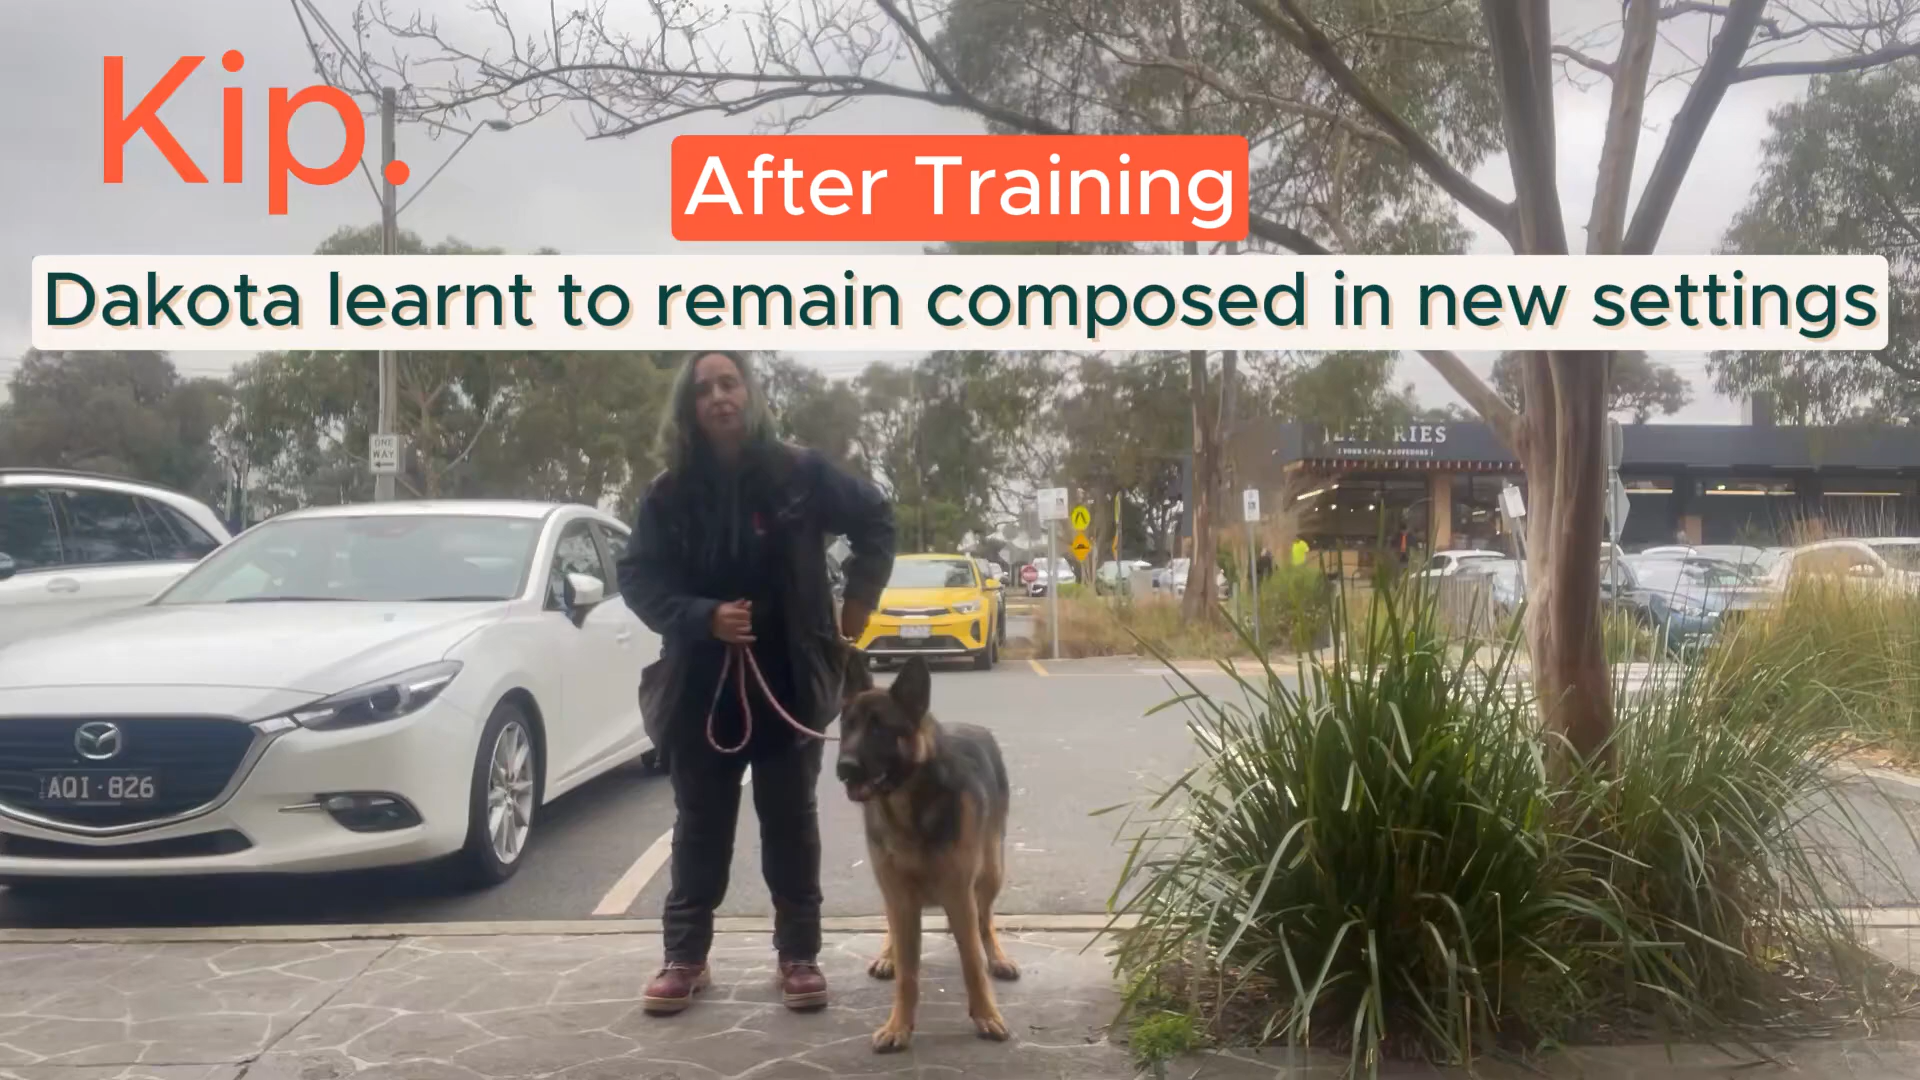 Kip.
After Training
Dakota learnt to remain composed in new settings
ONE
WAY
AQI·826